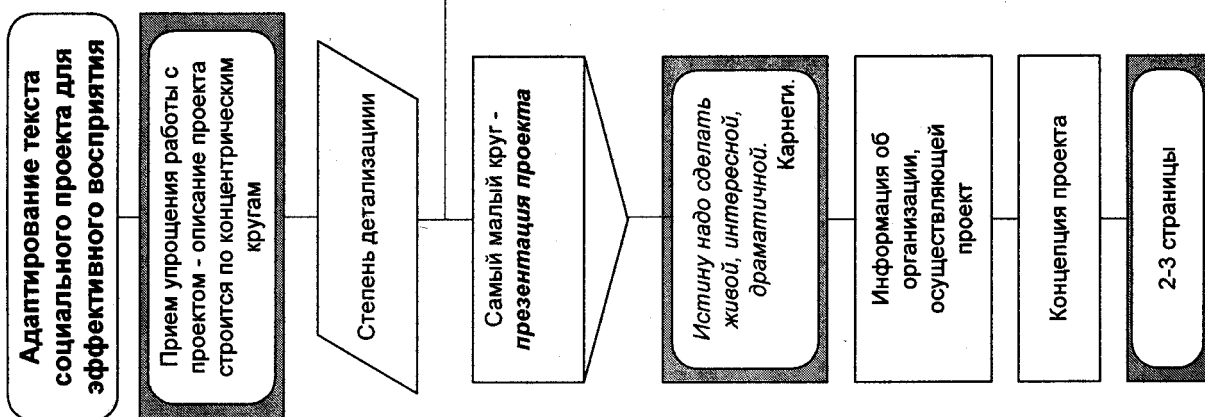 Адаптирование текста
социального проекта для
эффективного восприятия
Прием упрощения работы с
проектом - описание проекта
строится по концентрическим
кругам
Степень детализациии
Самый малый круг -
презентация проекта
Истину надо сделать
живой, интересной,
драматичной.
Карнеги.
Информация об
организации,
осуществляющей
проект
Концепция проекта
2-3 страницы